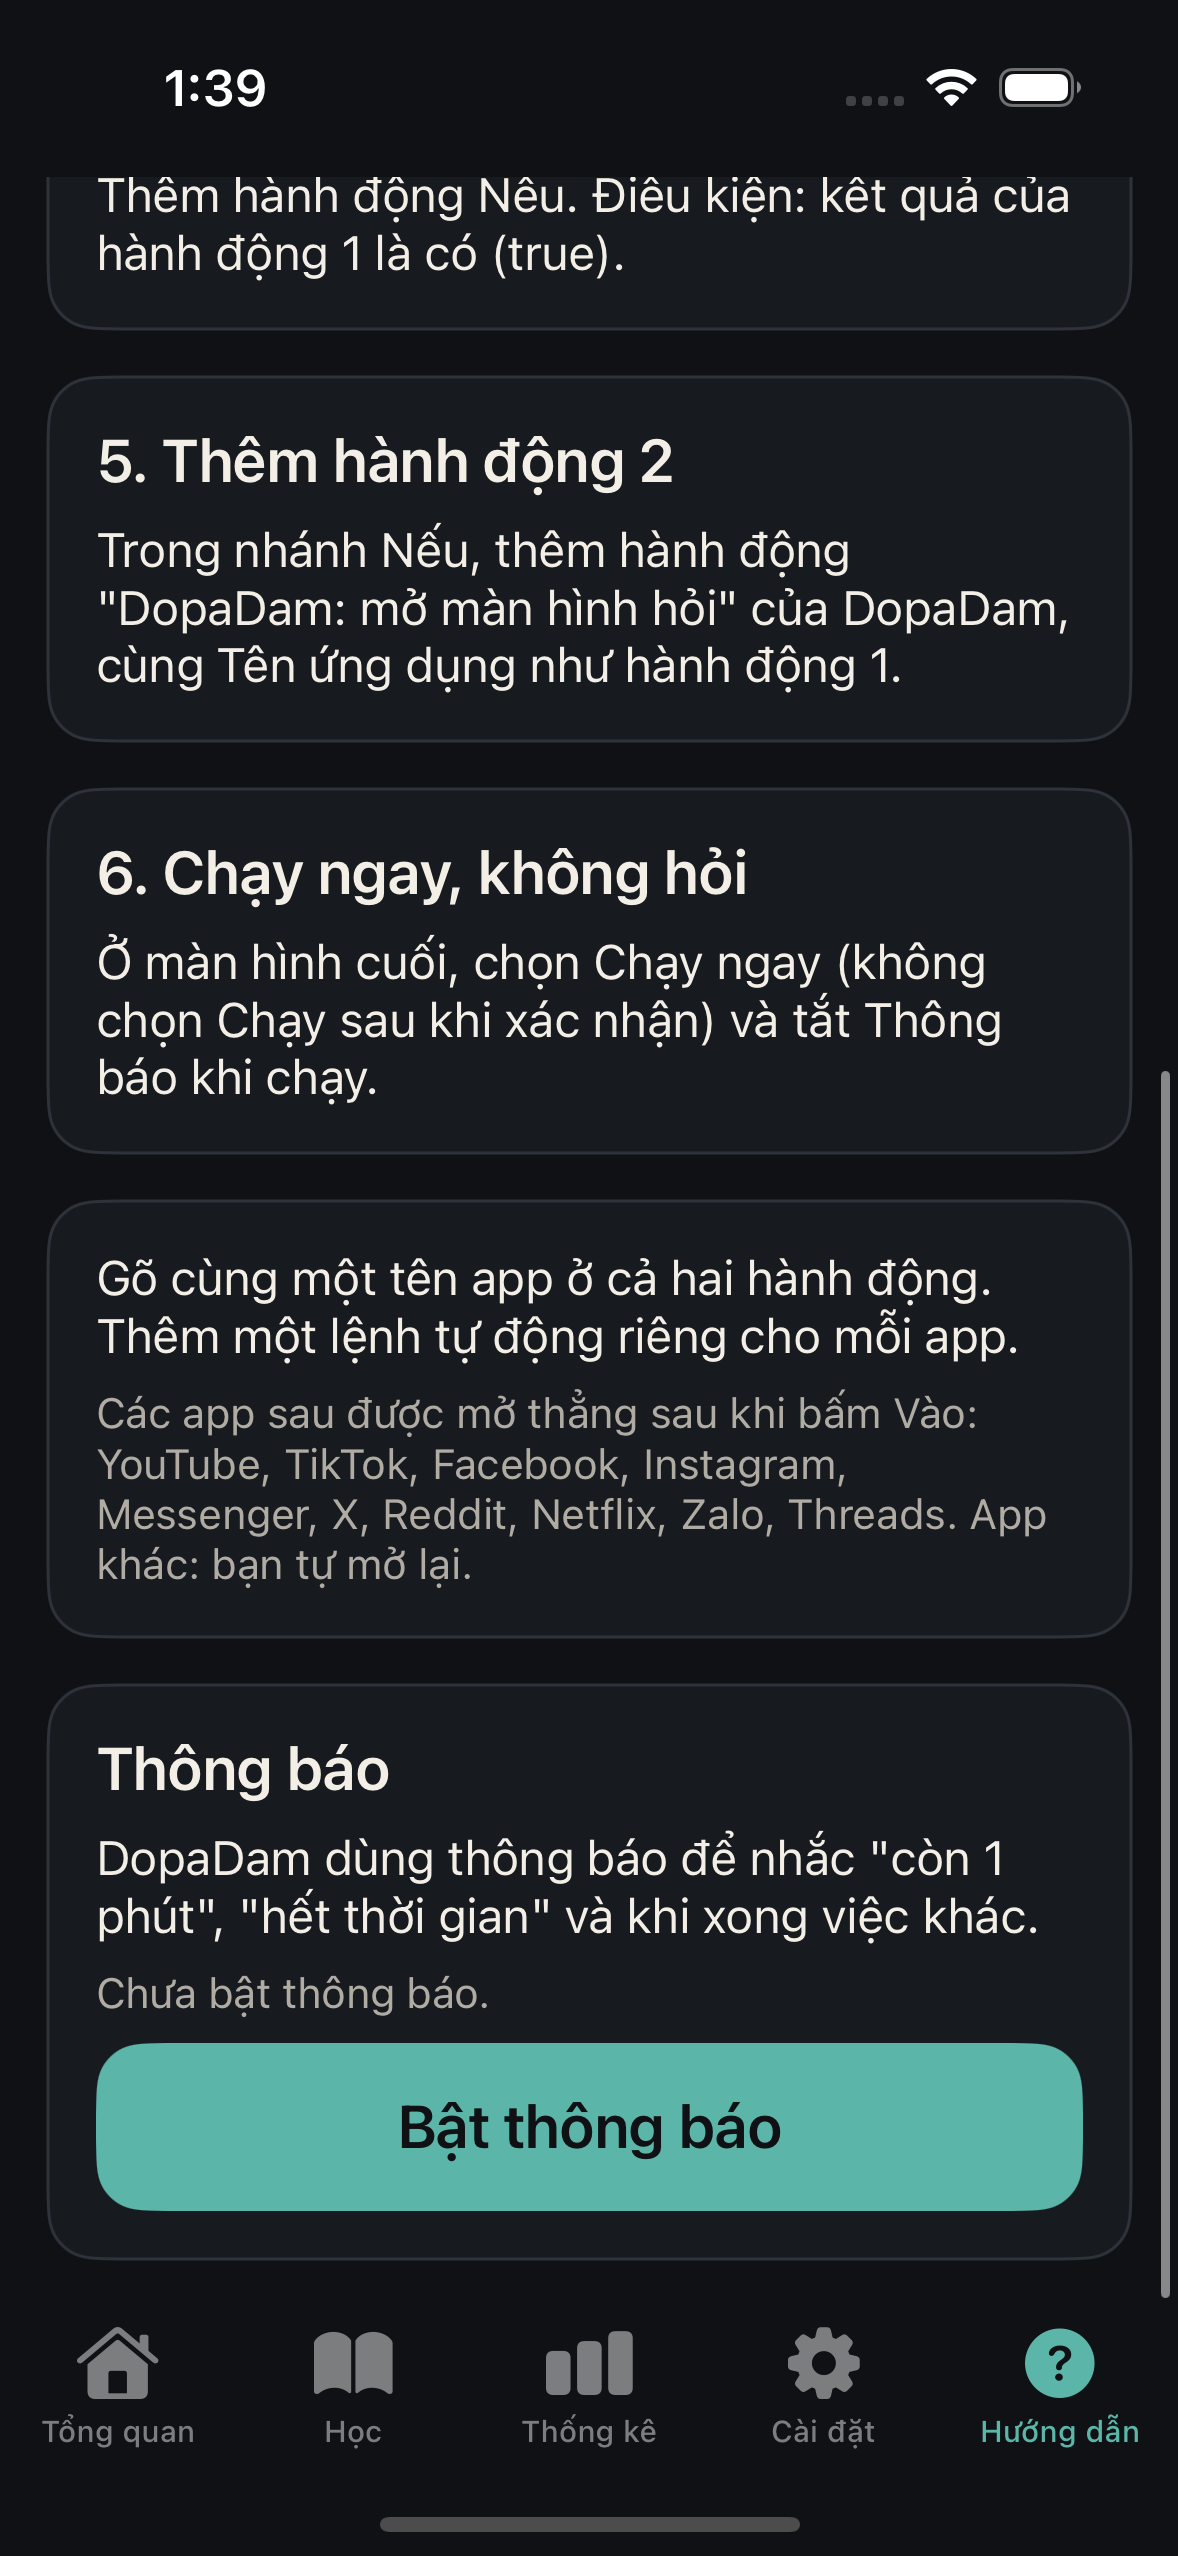 1:39
Thêm hành động Nếu. Điều kiện: kết quả của
hành động 1 là có (true).
5. Thêm hành động 2
Trong nhánh Nếu, thêm hành động
"DopaDam: mở màn hình hỏi" của DopaDam,
cùng Tên ứng dụng như hành động 1.
6. Chạy ngay, không hỏi
Ở màn hình cuối, chọn Chạy ngay (không
chọn Chạy sau khi xác nhận) và tắt Thông
báo khi chạy.
Gõ cùng một tên app ở cả hai hành động.
Thêm một lệnh tự động riêng cho mỗi app.
Các app sau được mở thẳng sau khi bấm Vào:
YouTube, TikTok, Facebook, Instagram,
Messenger, X, Reddit, Netflix, Zalo, Threads. App
khác: bạn tự mở lại.
Thông báo
DopaDam dùng thông báo để nhắc "còn 1
phút", "hết thời gian" và khi xong việc khác.
Chưa bật thông báo.
Bật thông báo
Tổng quan
Học
Thống kê
Cài đặt
?
Hướng dẫn